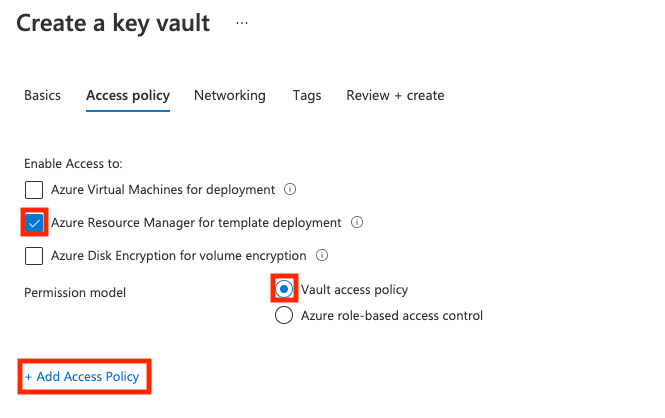 Create a key vault ...
Basics Access policy Networking Tags Review + create
Enable Access to:
Azure Virtual Machines for deployment
Azure Resource Manager for template deployment
Azure Disk Encryption for volume encryption
Permission model Vault access policy
Azure role-based access control
+ Add Access Policy